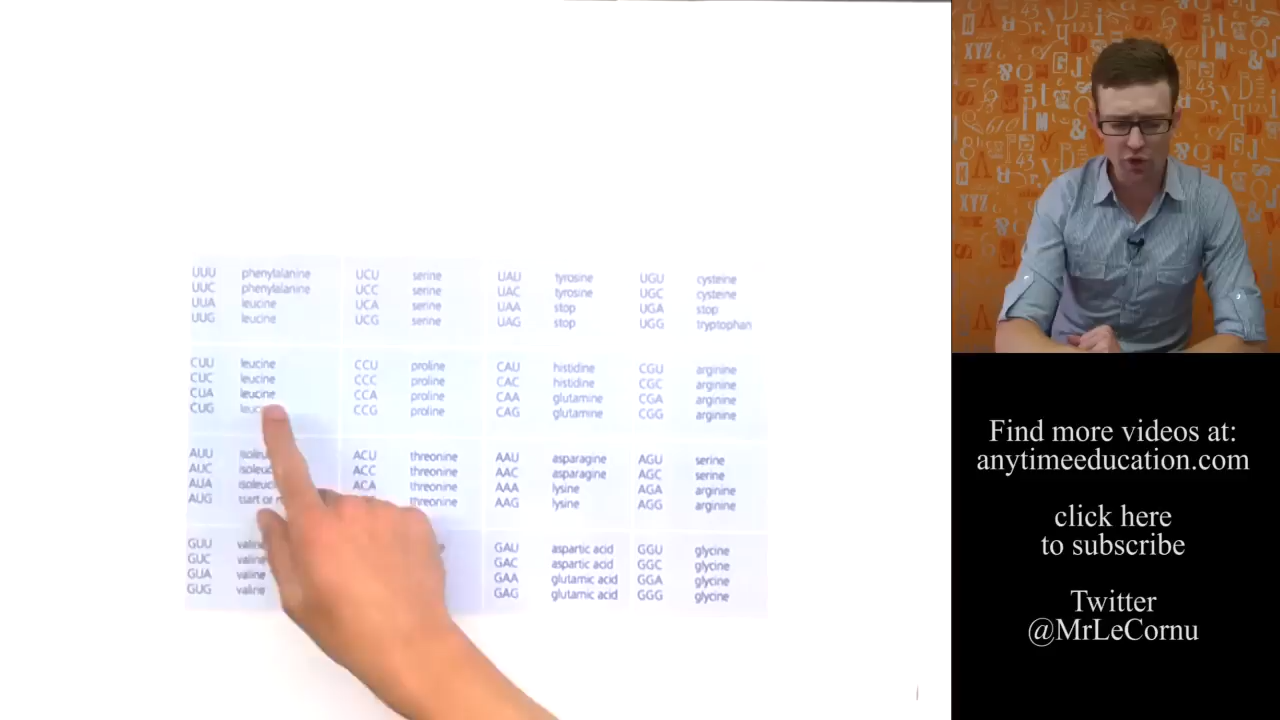 UUU phenylalanine UCU serine UAU tyrosine UGU cysteine
UUC phenylalanine UCC serine UAC tyrosine UGC cysteine
UUA leucine UCA serine UAA stop UGA stop
UUG leucine UCG serine UAG stop UGG tryptophan
CUU leucine CCU proline CAU histidine CGU arginine
CUC leucine CCC proline CAC histidine CGC arginine
CUA leucine CCA proline CAA glutamine CGA arginine
CUG CCG proline CAG glutamine CGG arginine
AUU ACU threonine AAU asparagine AGU serine
AUC ACC threonine AAC asparagine AGC serine
AUA ACA threonine AAA lysine AGA arginine
AUG start or threonine AAG lysine AGG arginine
GUU valine GAU aspartic acid GGU glycine
GUC valine GAC aspartic acid GGC glycine
GUA valine GAA glutamic acid GGA glycine
GUG valine GAG glutamic acid GGG glycine
Find more videos at:
anytimeeducation.com
click here
to subscribe
Twitter
@MrLeCornu